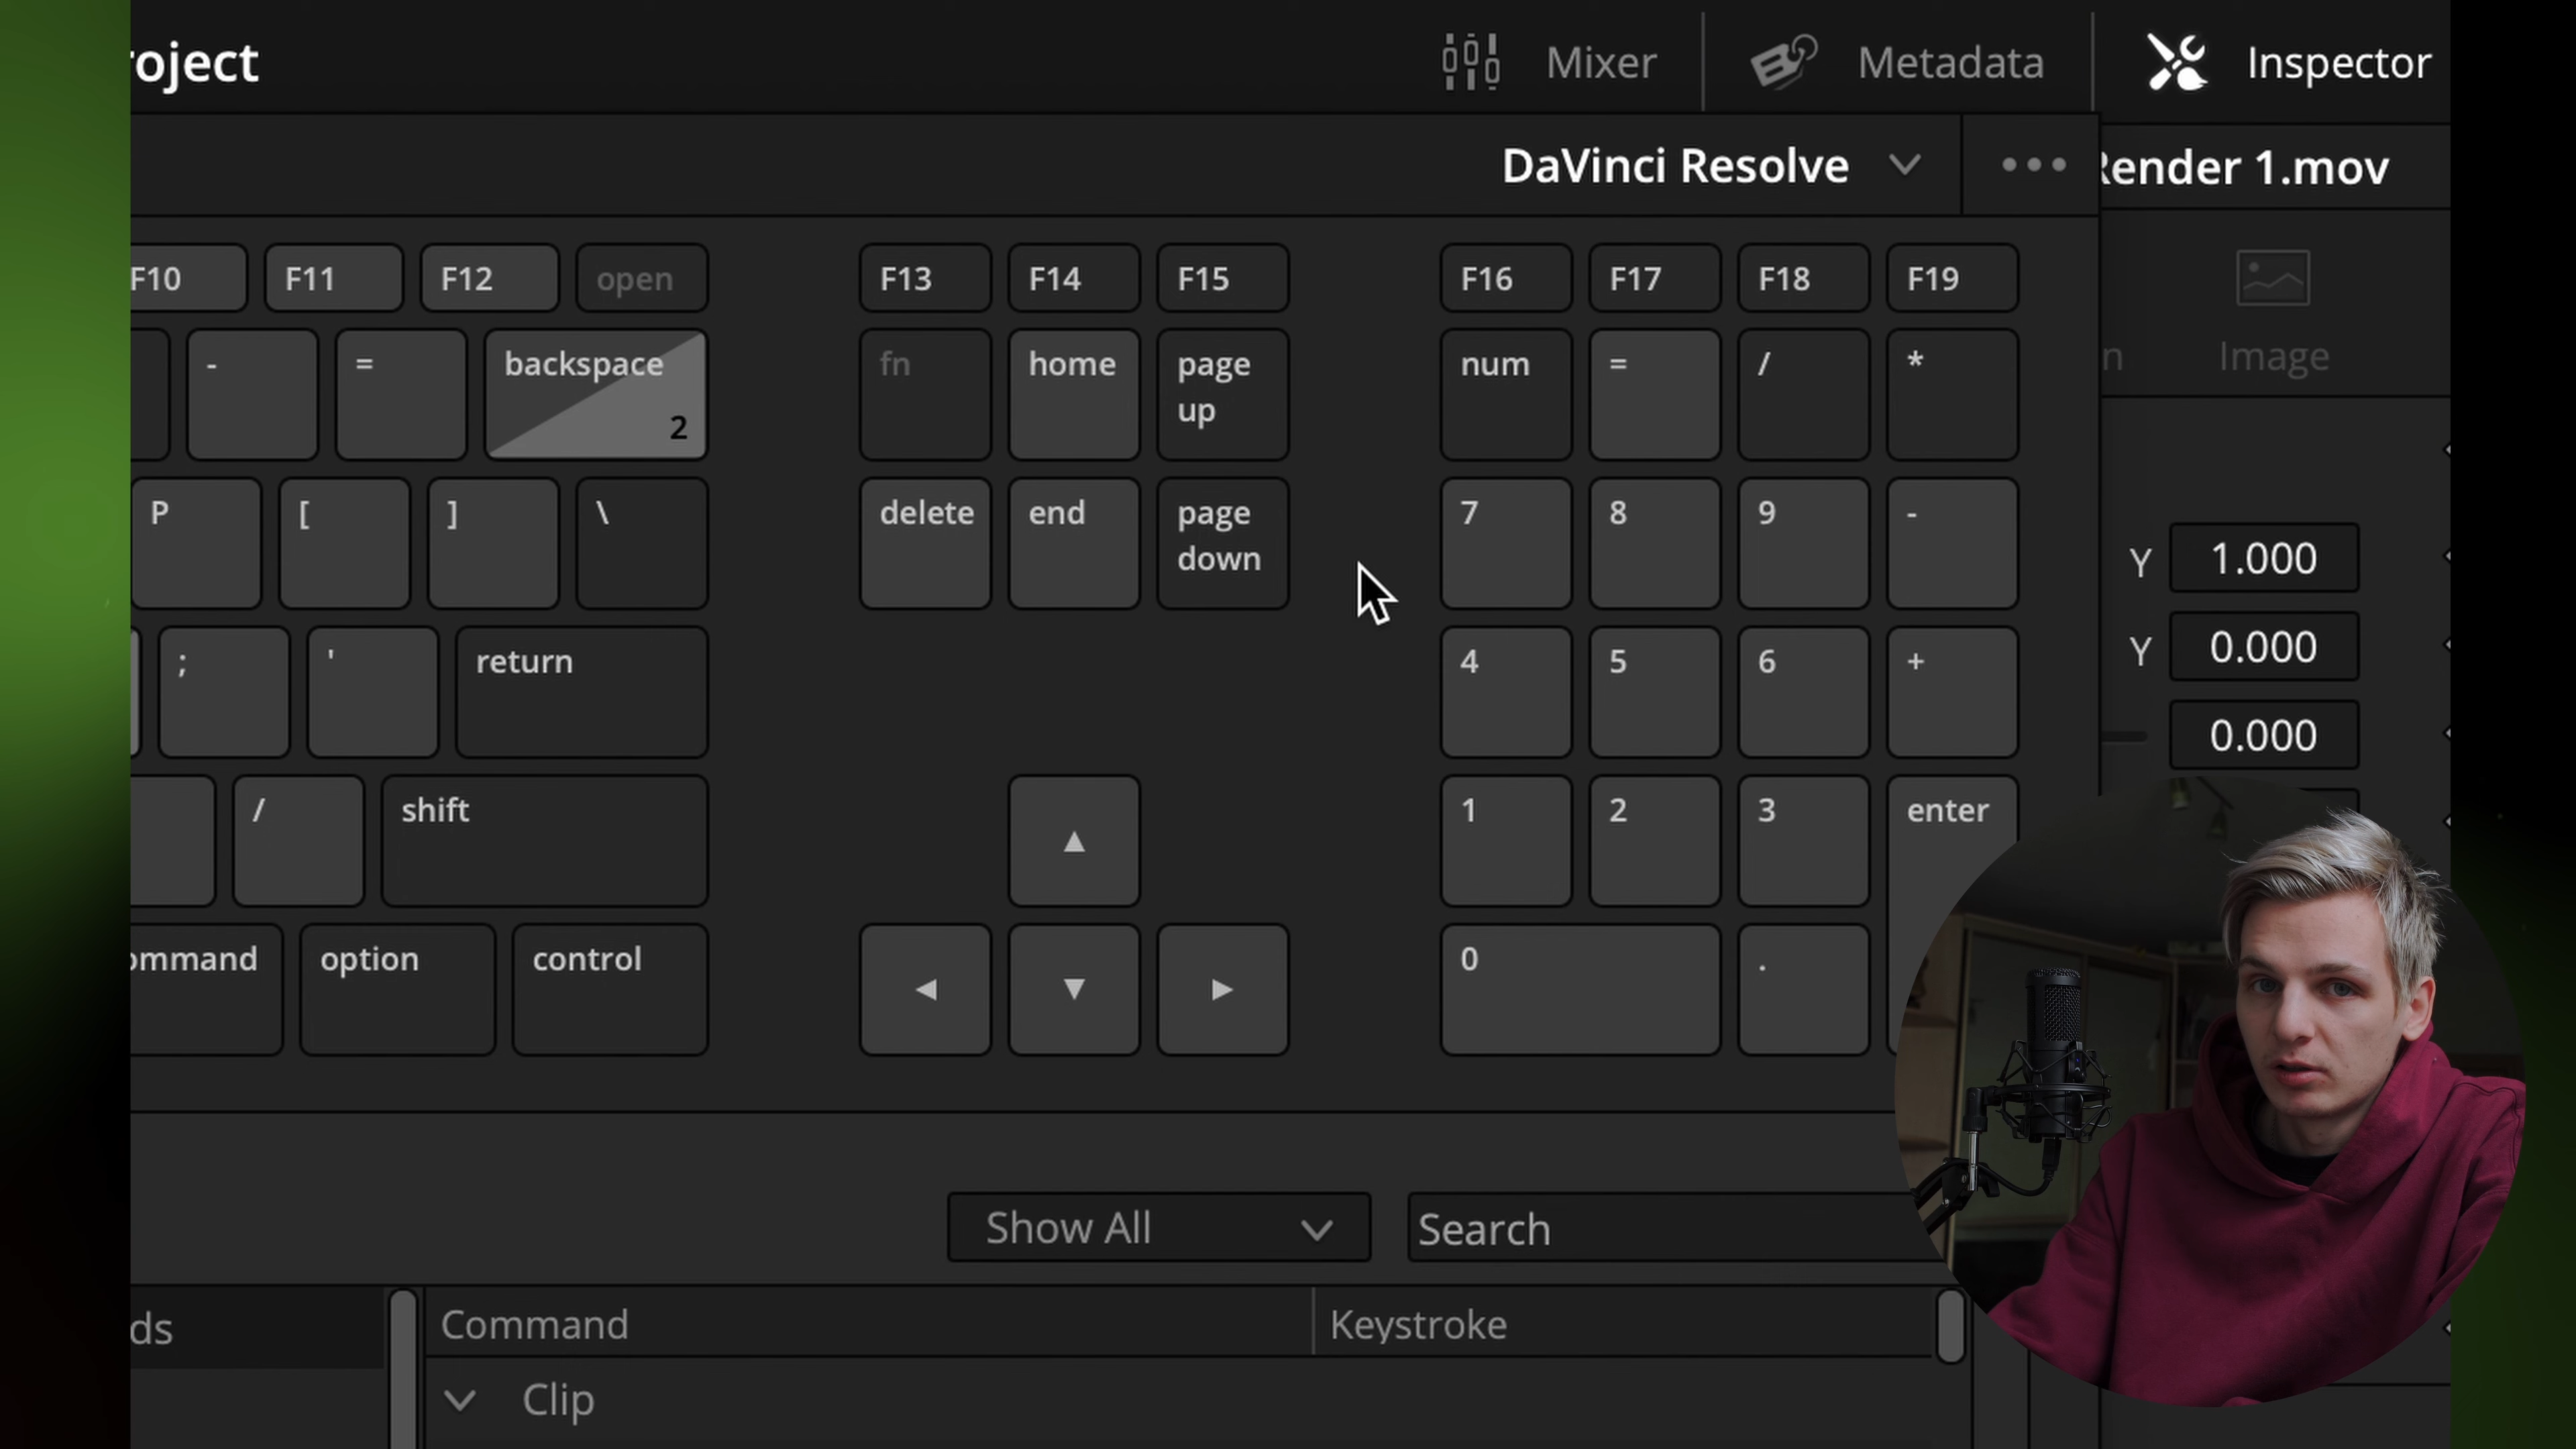 roject
Mixer
Metadata
Inspector
DaVinci Resolve
•••
Render 1.mov
F10
F11
F12
open
F13
F14
F15
F16
F17
F18
F19
Image
n
-
=
backspace
2
fn
home
page
up
num
=
/
*
P
[
]
\
delete
end
page
down
7
8
9
-
Y
1.000
;
'
return
4
5
6
+
Y
0.000
0.000
/
shift
▲
1
2
3
enter
ommand
option
control
◀
▼
▶
0
.
Show All
Search
ds
Command
Keystroke
Clip